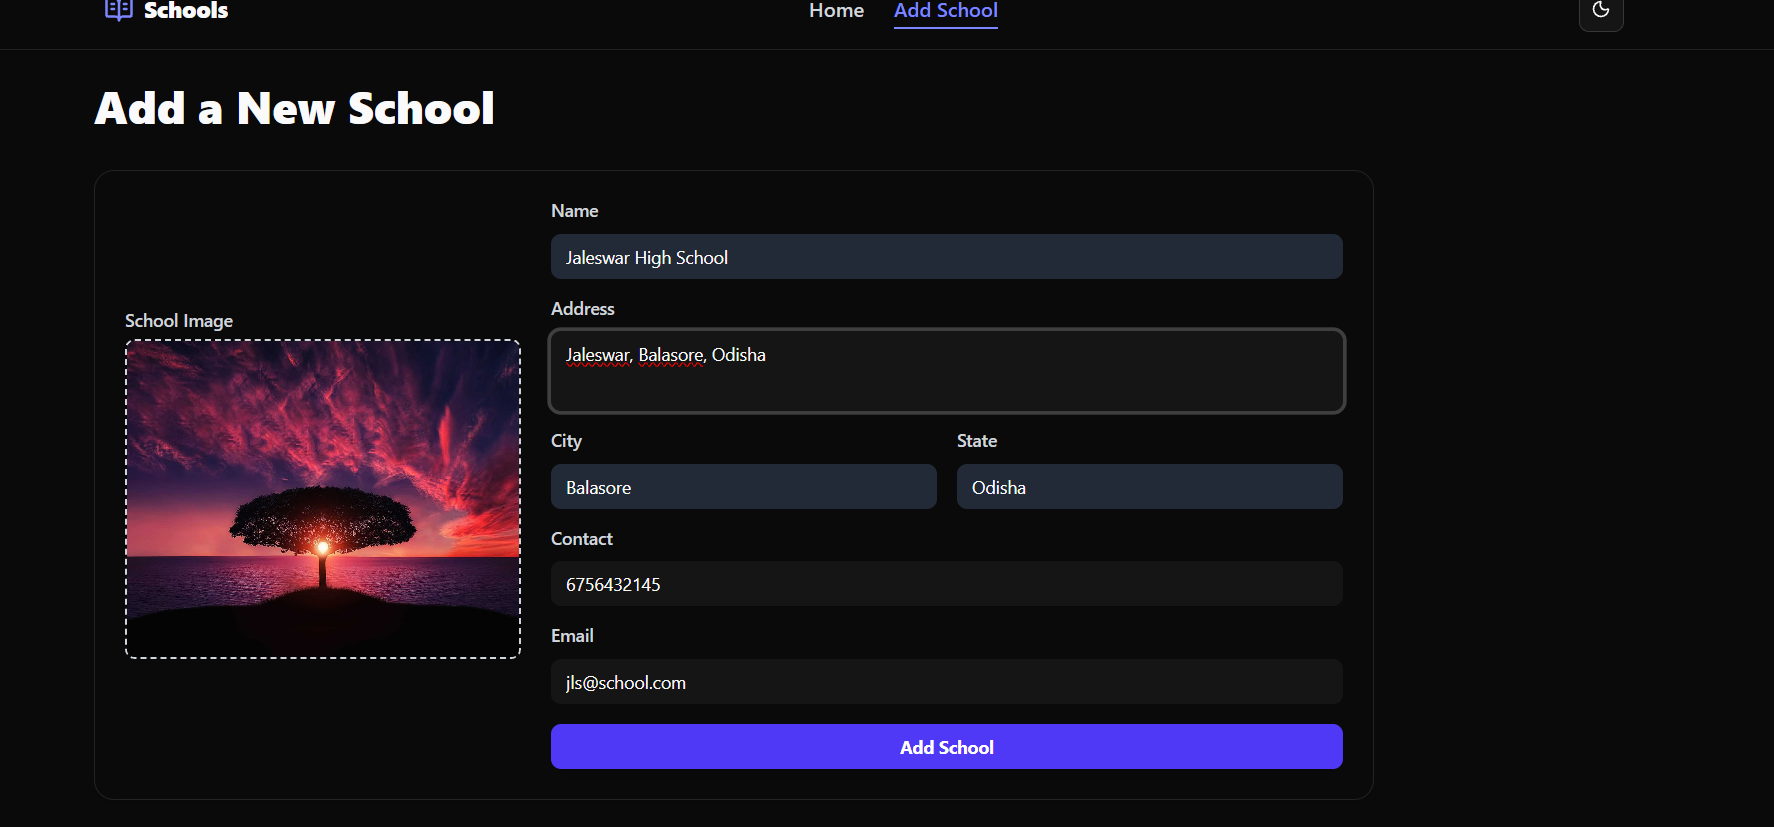 Schools
Home
Add School
Add a New School
School Image
Name
Jaleswar High School
Address
Jaleswar, Balasore, Odisha
City
State
Balasore
Odisha
Contact
6756432145
Email
jls@school.com
Add School